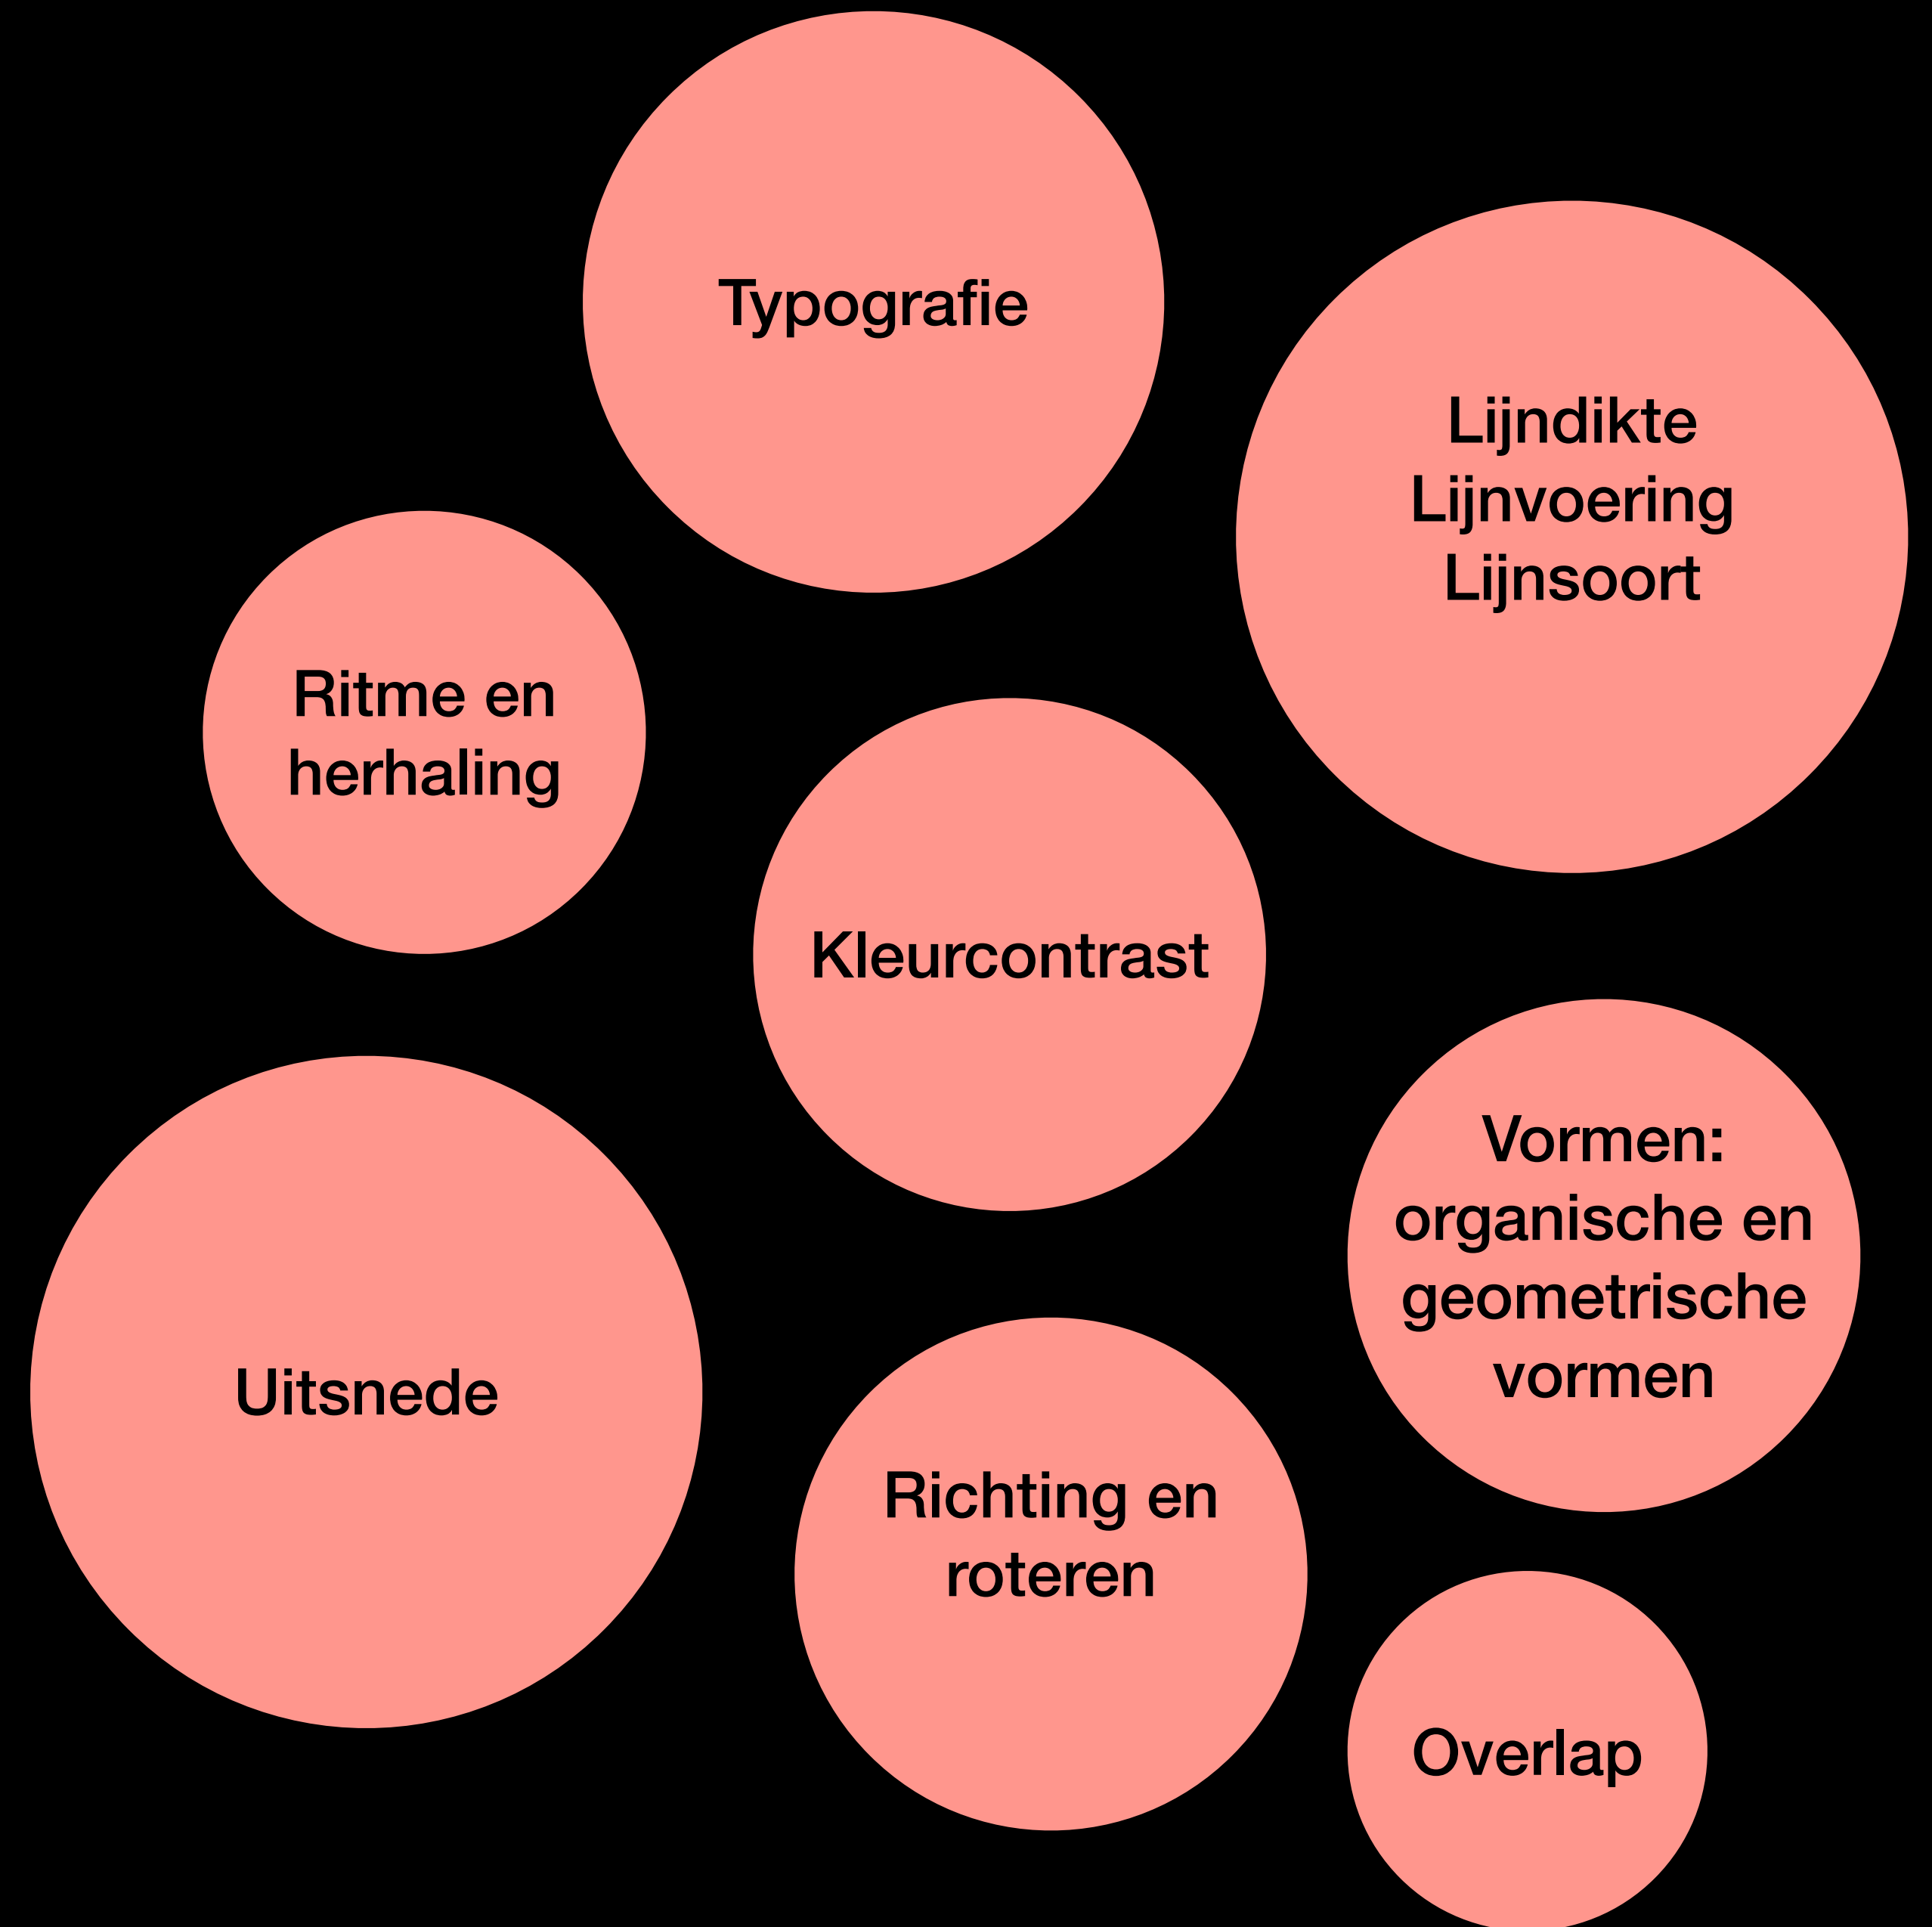 Typografie
Lijndikte
Lijnvoering
Lijnsoort
Ritme en
herhaling
Kleurcontrast
Vormen:
organische en
geometrische
vormen
Uitsnede
Richting en
roteren
Overlap